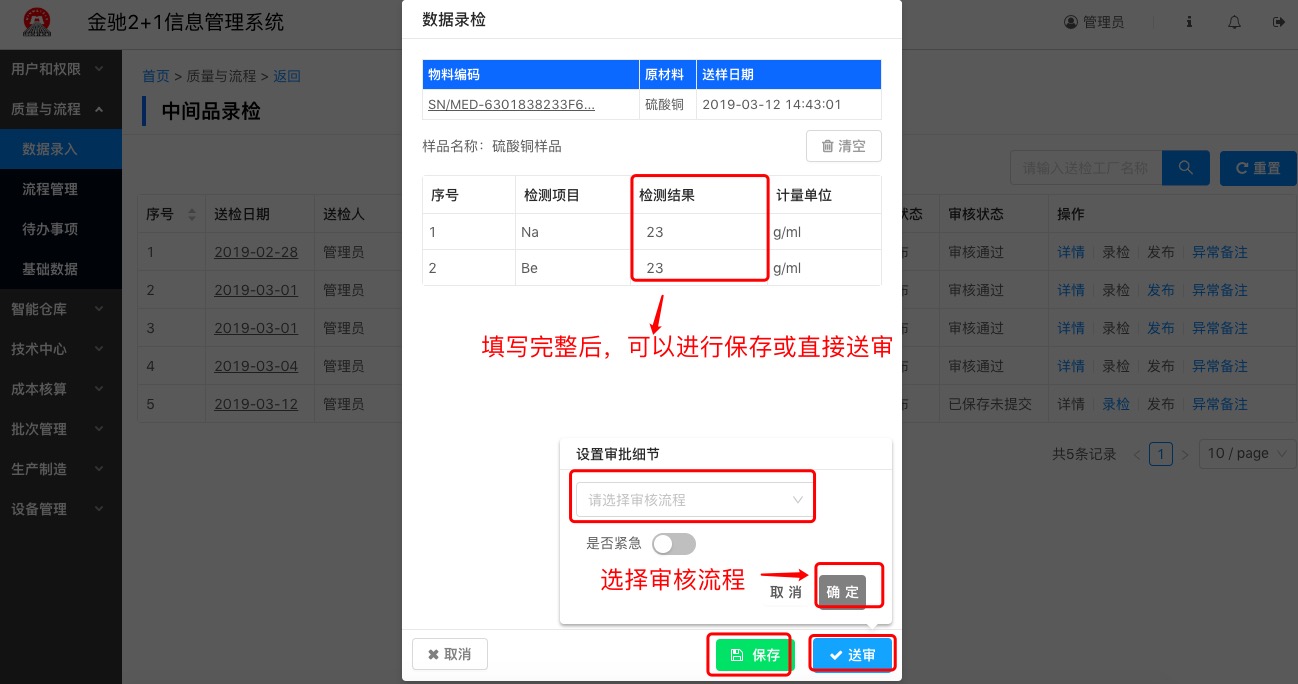 金驰2+1信息管理系统
管理员
用户和权限
质量与流程
数据录入
流程管理
待办事项
基础数据
智能仓库
技术中心
成本核算
批次管理
生产制造
设备管理
首页 > 质量与流程 > 返回
中间品录检
请输入送检工厂名称
重置
序号 送检日期 送检人 状态 审核状态 操作
1 2019-02-28 管理员 布 审核通过 详情 录检 发布 异常备注
2 2019-03-01 管理员 布 审核通过 详情 录检 发布 异常备注
3 2019-03-01 管理员 布 审核通过 详情 录检 发布 异常备注
4 2019-03-04 管理员 布 审核通过 详情 录检 发布 异常备注
5 2019-03-12 管理员 布 已保存未提交 详情 录检 发布 异常备注
共5条记录 < 1 > 10 / page
数据录检
物料编码 原材料 送样日期
SN/MED-6301838233F6... 硫酸铜 2019-03-12 14:43:01
样品名称: 硫酸铜样品
清空
序号 检测项目 检测结果 计量单位
1 Na 23 g/ml
2 Be 23 g/ml
填写完整后，可以进行保存或直接送审
设置审批细节
请选择审核流程
是否紧急
选择审核流程
取 消 确 定
取消 保存 送审